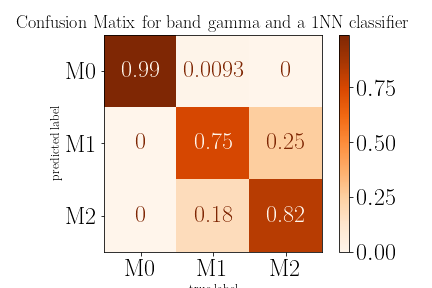 Confusion Matix for band gamma and a 1NN classifier
M0 0.99 0.0093 0
M1 0 0.75 0.25
M2 0 0.18 0.82
M0 M1 M2
predicted label
true label
0.75
0.50
0.25
0.00